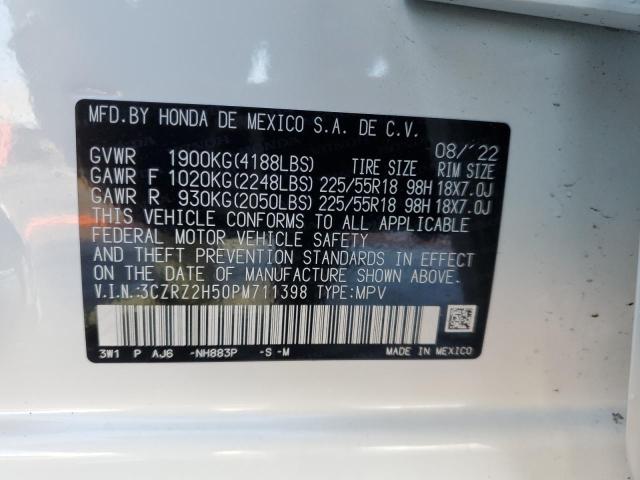 MFD.BY HONDA DE MEXICO S.A. DE C.V.
08/'22
GVWR 1900KG(4188LBS) TIRE SIZE RIM SIZE
GAWR F 1020KG(2248LBS) 225/55R18 98H 18X7.0J
GAWR R 930KG(2050LBS) 225/55R18 98H 18X7.0J
THIS VEHICLE CONFORMS TO ALL APPLICABLE
FEDERAL MOTOR VEHICLE SAFETY
AND THEFT PREVENTION STANDARDS IN EFFECT
ON THE DATE OF MANUFACTURE SHOWN ABOVE.
V.I.N.:3CZRZ2H50PM711398 TYPE:MPV
3W1 P AJ6 -NH883P -S-M MADE IN MEXICO